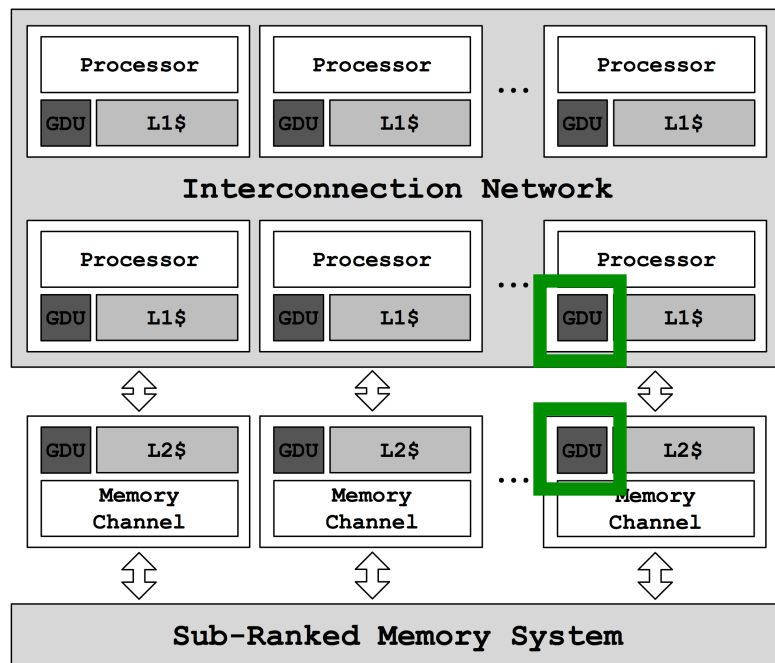 Processor Processor ... Processor
GDU L1$ GDU L1$ GDU L1$
Interconnection Network
Processor Processor ... Processor
GDU L1$ GDU L1$ GDU L1$
GDU L2$ GDU L2$ ... GDU L2$
Memory Memory Memory
Channel Channel Channel
Sub-Ranked Memory System